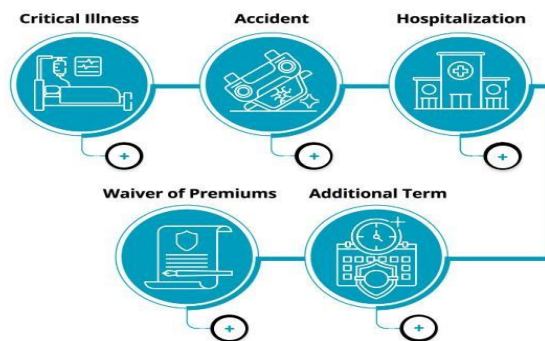 Critical Illness
Accident
Hospitalization
Waiver of Premiums
Additional Term